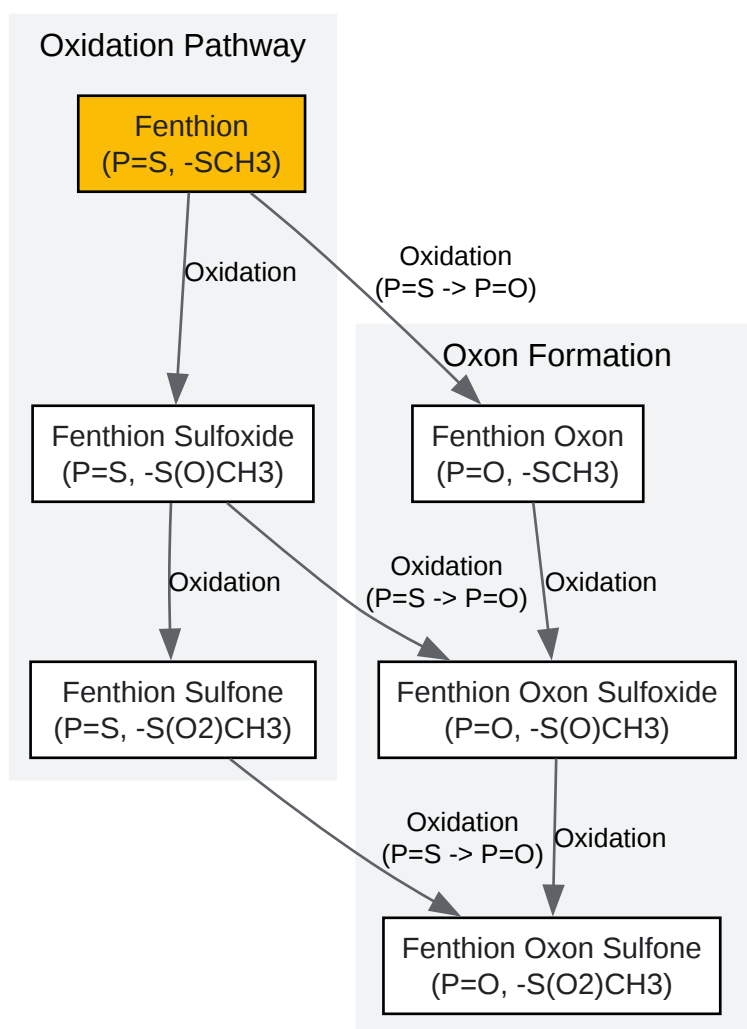 Oxidation Pathway
Fenthion
(P=S, -SCH3)
Oxidation
Oxidation
(P=S -> P=O)
Oxon Formation
Fenthion Sulfoxide
(P=S, -S(O)CH3)
Fenthion Oxon
(P=O, -SCH3)
Oxidation
Oxidation
(P=S -> P=O)
Oxidation
Fenthion Sulfone
(P=S, -S(O2)CH3)
Fenthion Oxon Sulfoxide
(P=O, -S(O)CH3)
Oxidation
(P=S -> P=O)
Oxidation
Fenthion Oxon Sulfone
(P=O, -S(O2)CH3)